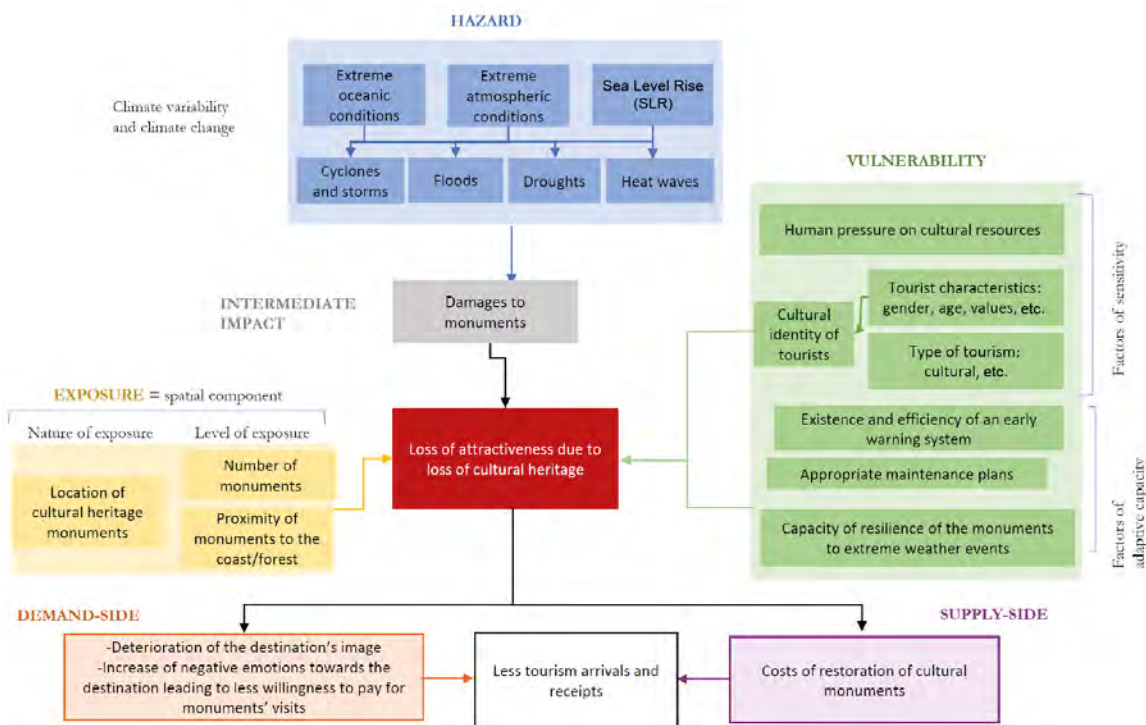 HAZARD
Climate variability
and climate change
Extreme
oceanic
conditions
Extreme
atmospheric
conditions
Sea Level Rise
(SLR)
Cyclones
and storms
Floods
Droughts
Heat waves
VULNERABILITY
Human pressure on cultural resources
Cultural
identity of
tourists
Tourist characteristics:
gender, age, values, etc.
Type of tourism:
cultural, etc.
Factors of sensitivity
Existence and efficiency of an early
warning system
Appropriate maintenance plans
Capacity of resilience of the monuments
to extreme weather events
Factors of
adaptive capacity
INTERMEDIATE
IMPACT
Damages to
monuments
EXPOSURE = spatial component
Nature of exposure
Level of exposure
Location of
cultural heritage
monuments
Number of
monuments
Proximity of
monuments to the
coast/forest
Loss of attractiveness due to
loss of cultural heritage
DEMAND-SIDE
-Deterioration of the destination's image
-Increase of negative emotions towards the
destination leading to less willingness to pay for
monuments' visits
Less tourism arrivals and
receipts
SUPPLY-SIDE
Costs of restoration of cultural
monuments